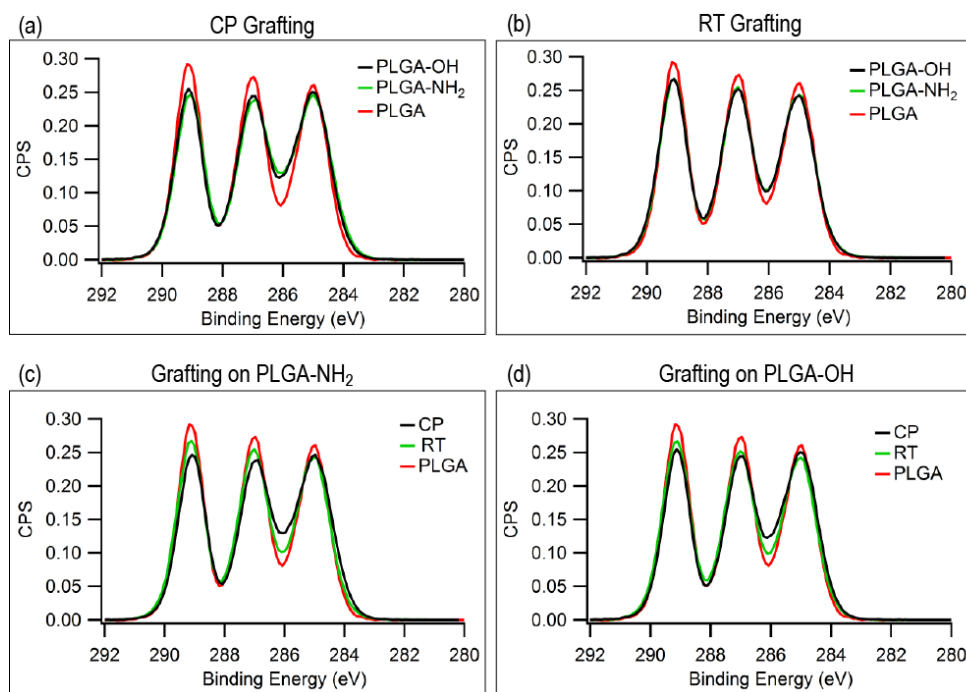 (a) CP Grafting
PLGA-OH
PLGA-NH2
PLGA
0.30
0.25
0.20
0.15
0.10
0.05
0.00
CPS
292 290 288 286 284 282 280
Binding Energy (eV)
(b) RT Grafting
PLGA-OH
PLGA-NH2
PLGA
0.30
0.25
0.20
0.15
0.10
0.05
0.00
CPS
292 290 288 286 284 282 280
Binding Energy (eV)
(c) Grafting on PLGA-NH2
CP
RT
PLGA
0.30
0.25
0.20
0.15
0.10
0.05
0.00
CPS
292 290 288 286 284 282 280
Binding Energy (eV)
(d) Grafting on PLGA-OH
CP
RT
PLGA
0.30
0.25
0.20
0.15
0.10
0.05
0.00
CPS
292 290 288 286 284 282 280
Binding Energy (eV)